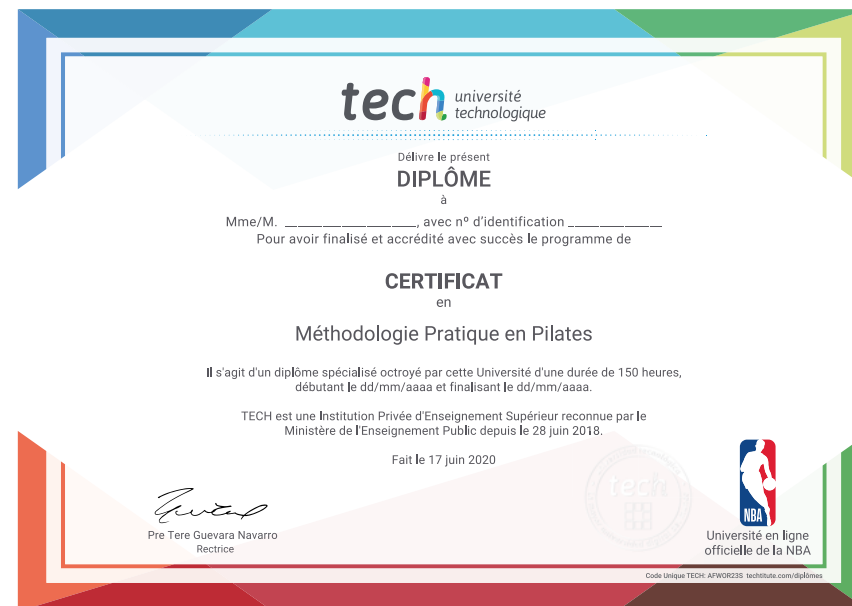 tech université
technologique
Délivre le présent
DIPLÔME
à
Mme/M. ____________________, avec nº d'identification ______________
Pour avoir finalisé et accrédité avec succès le programme de
CERTIFICAT
en
Méthodologie Pratique en Pilates
Il s'agit d'un diplôme spécialisé octroyé par cette Université d'une durée de 150 heures,
débutant le dd/mm/aaaa et finalisant le dd/mm/aaaa.
TECH est une Institution Privée d'Enseignement Supérieur reconnue par le
Ministère de l'Enseignement Public depuis le 28 juin 2018.
Fait le 17 juin 2020
tech
Pre Tere Guevara Navarro
Rectrice
NBA
Université en ligne
officielle de la NBA
Code Unique TECH: AFWOR23S techtitute.com/diplômes